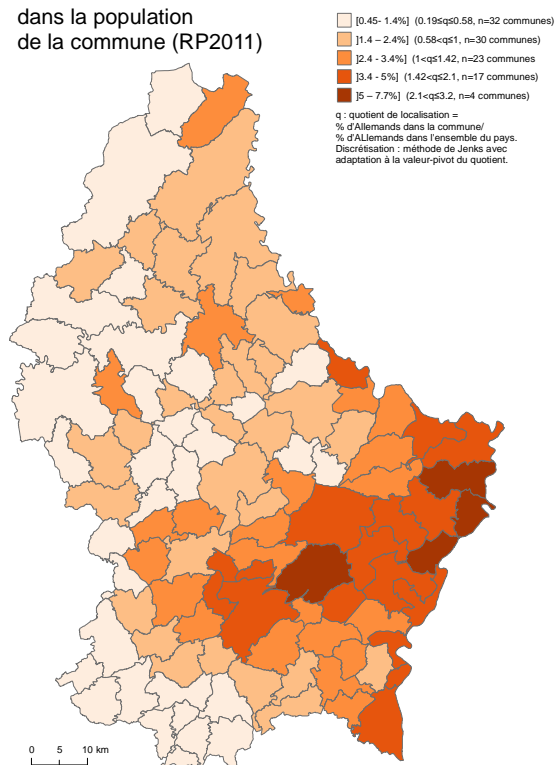 dans la population
de la commune (RP2011)
[0.45- 1.4%] (0.19≤q≤0.58, n=32 communes)
]1.4 – 2.4%] (0.58<q≤1, n=30 communes)
]2.4 - 3.4%] (1<q≤1.42, n=23 communes
]3.4 - 5%] (1.42<q≤2.1, n=17 communes)
]5 – 7.7%] (2.1<q≤3.2, n=4 communes)
q : quotient de localisation =
% d'Allemands dans la commune/
% d'ALlemands dans l'ensemble du pays.
Discrétisation : méthode de Jenks avec
adaptation à la valeur-pivot du quotient.
0 5 10 km